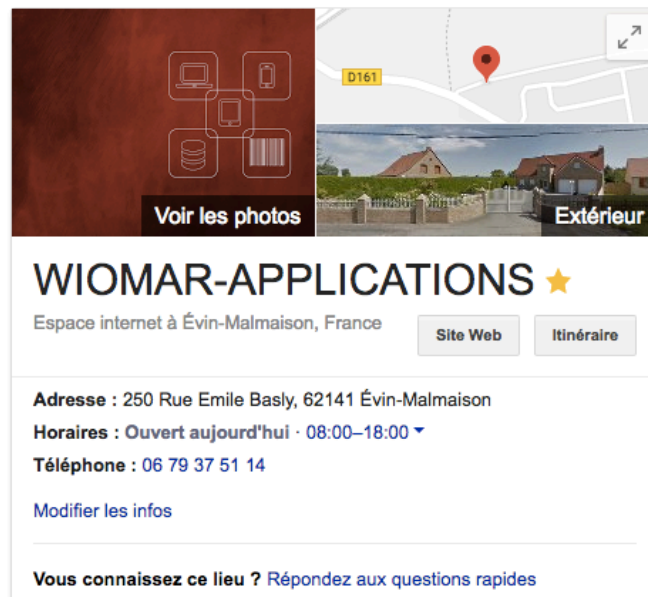 D161
Voir les photos
Extérieur
WIOMAR-APPLICATIONS
Espace internet à Évin-Malmaison, France
Site Web
Itinéraire
Adresse : 250 Rue Emile Basly, 62141 Évin-Malmaison
Horaires : Ouvert aujourd'hui · 08:00–18:00
Téléphone : 06 79 37 51 14
Modifier les infos
Vous connaissez ce lieu ? Répondez aux questions rapides